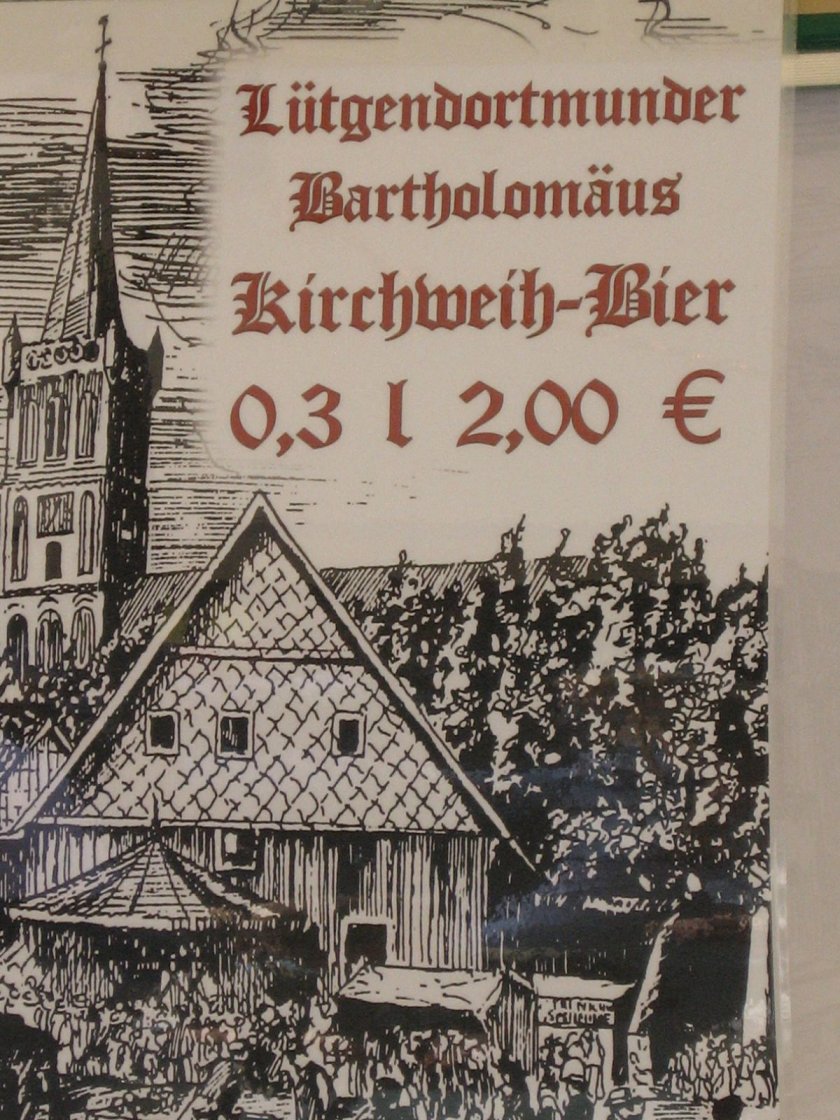 Lütgendortmunder
Bartholomäus
Kirchweih-Bier
0,3 l 2,00 €